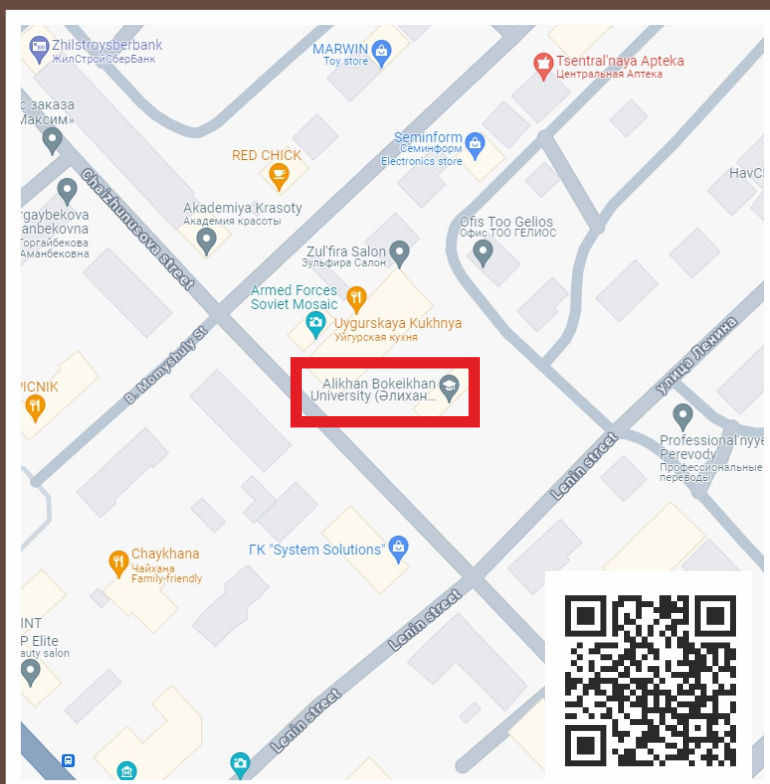 Zhilstroysberbank
ЖилСтройСберБанк
MARWIN
Toy store
Tsentral'naya Apteka
Центральная Аптека
с заказа
Максим»
Seminform
Семинформ
Electronics store
RED CHICK
HavCl
Chaizhunusova street
rgaybekova
anbekovna
Торгайбекова
Аманбековна
Akademiya Krasoty
Академия красоты
Ofis Too Gelios
Офис ТОО ГЕЛИОС
Zul'fira Salon
Зульфира Салон
Armed Forces
Soviet Mosaic
Uygurskaya Kukhnya
Уйгурская кухня
B. Momyshuly St
улица Ленина
PICNIK
Alikhan Bokeikhan
University (Әлихан...
Professional'nyye
Perevody
Профессиональные
переводы
Lenin street
Chaykhana
Чайхана
Family-friendly
ГК "System Solutions"
Lenin street
INT
P Elite
auty salon
Lenin street